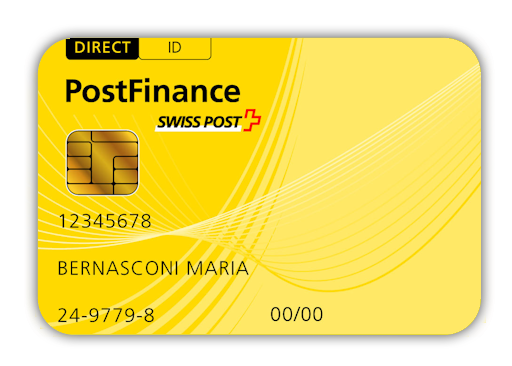 DIRECT ID
PostFinance
SWISS POST
12345678
BERNASCONI MARIA
24-9779-8 00/00